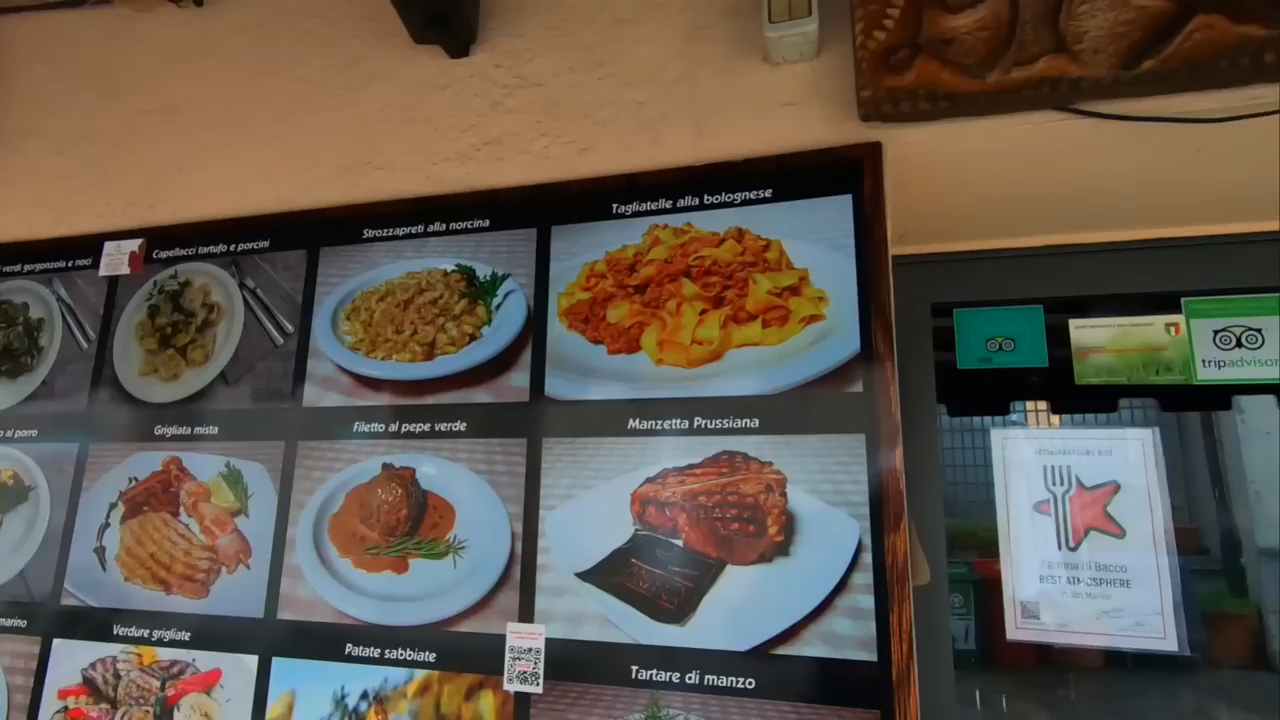 verdi gorgonzola e noci
Capellacci tartufo e porcini
Strozzapreti alla norcina
Tagliatelle alla bolognese
al porro
Grigliata mista
Filetto al pepe verde
Manzetta Prussiana
marino
Verdure grigliate
Patate sabbiate
Tartare di manzo
tripadvisor
Cantina di Bacco
BEST ATMOSPHERE
in San Marino